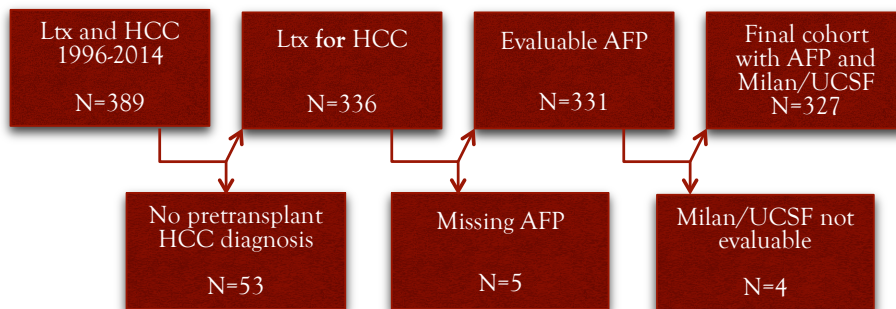 Ltx and HCC
1996-2014
N=389
Ltx for HCC
N=336
Evaluable AFP
N=331
Final cohort
with AFP and
Milan/UCSF
N=327
No pretransplant
HCC diagnosis
N=53
Missing AFP
N=5
Milan/UCSF not
evaluable
N=4